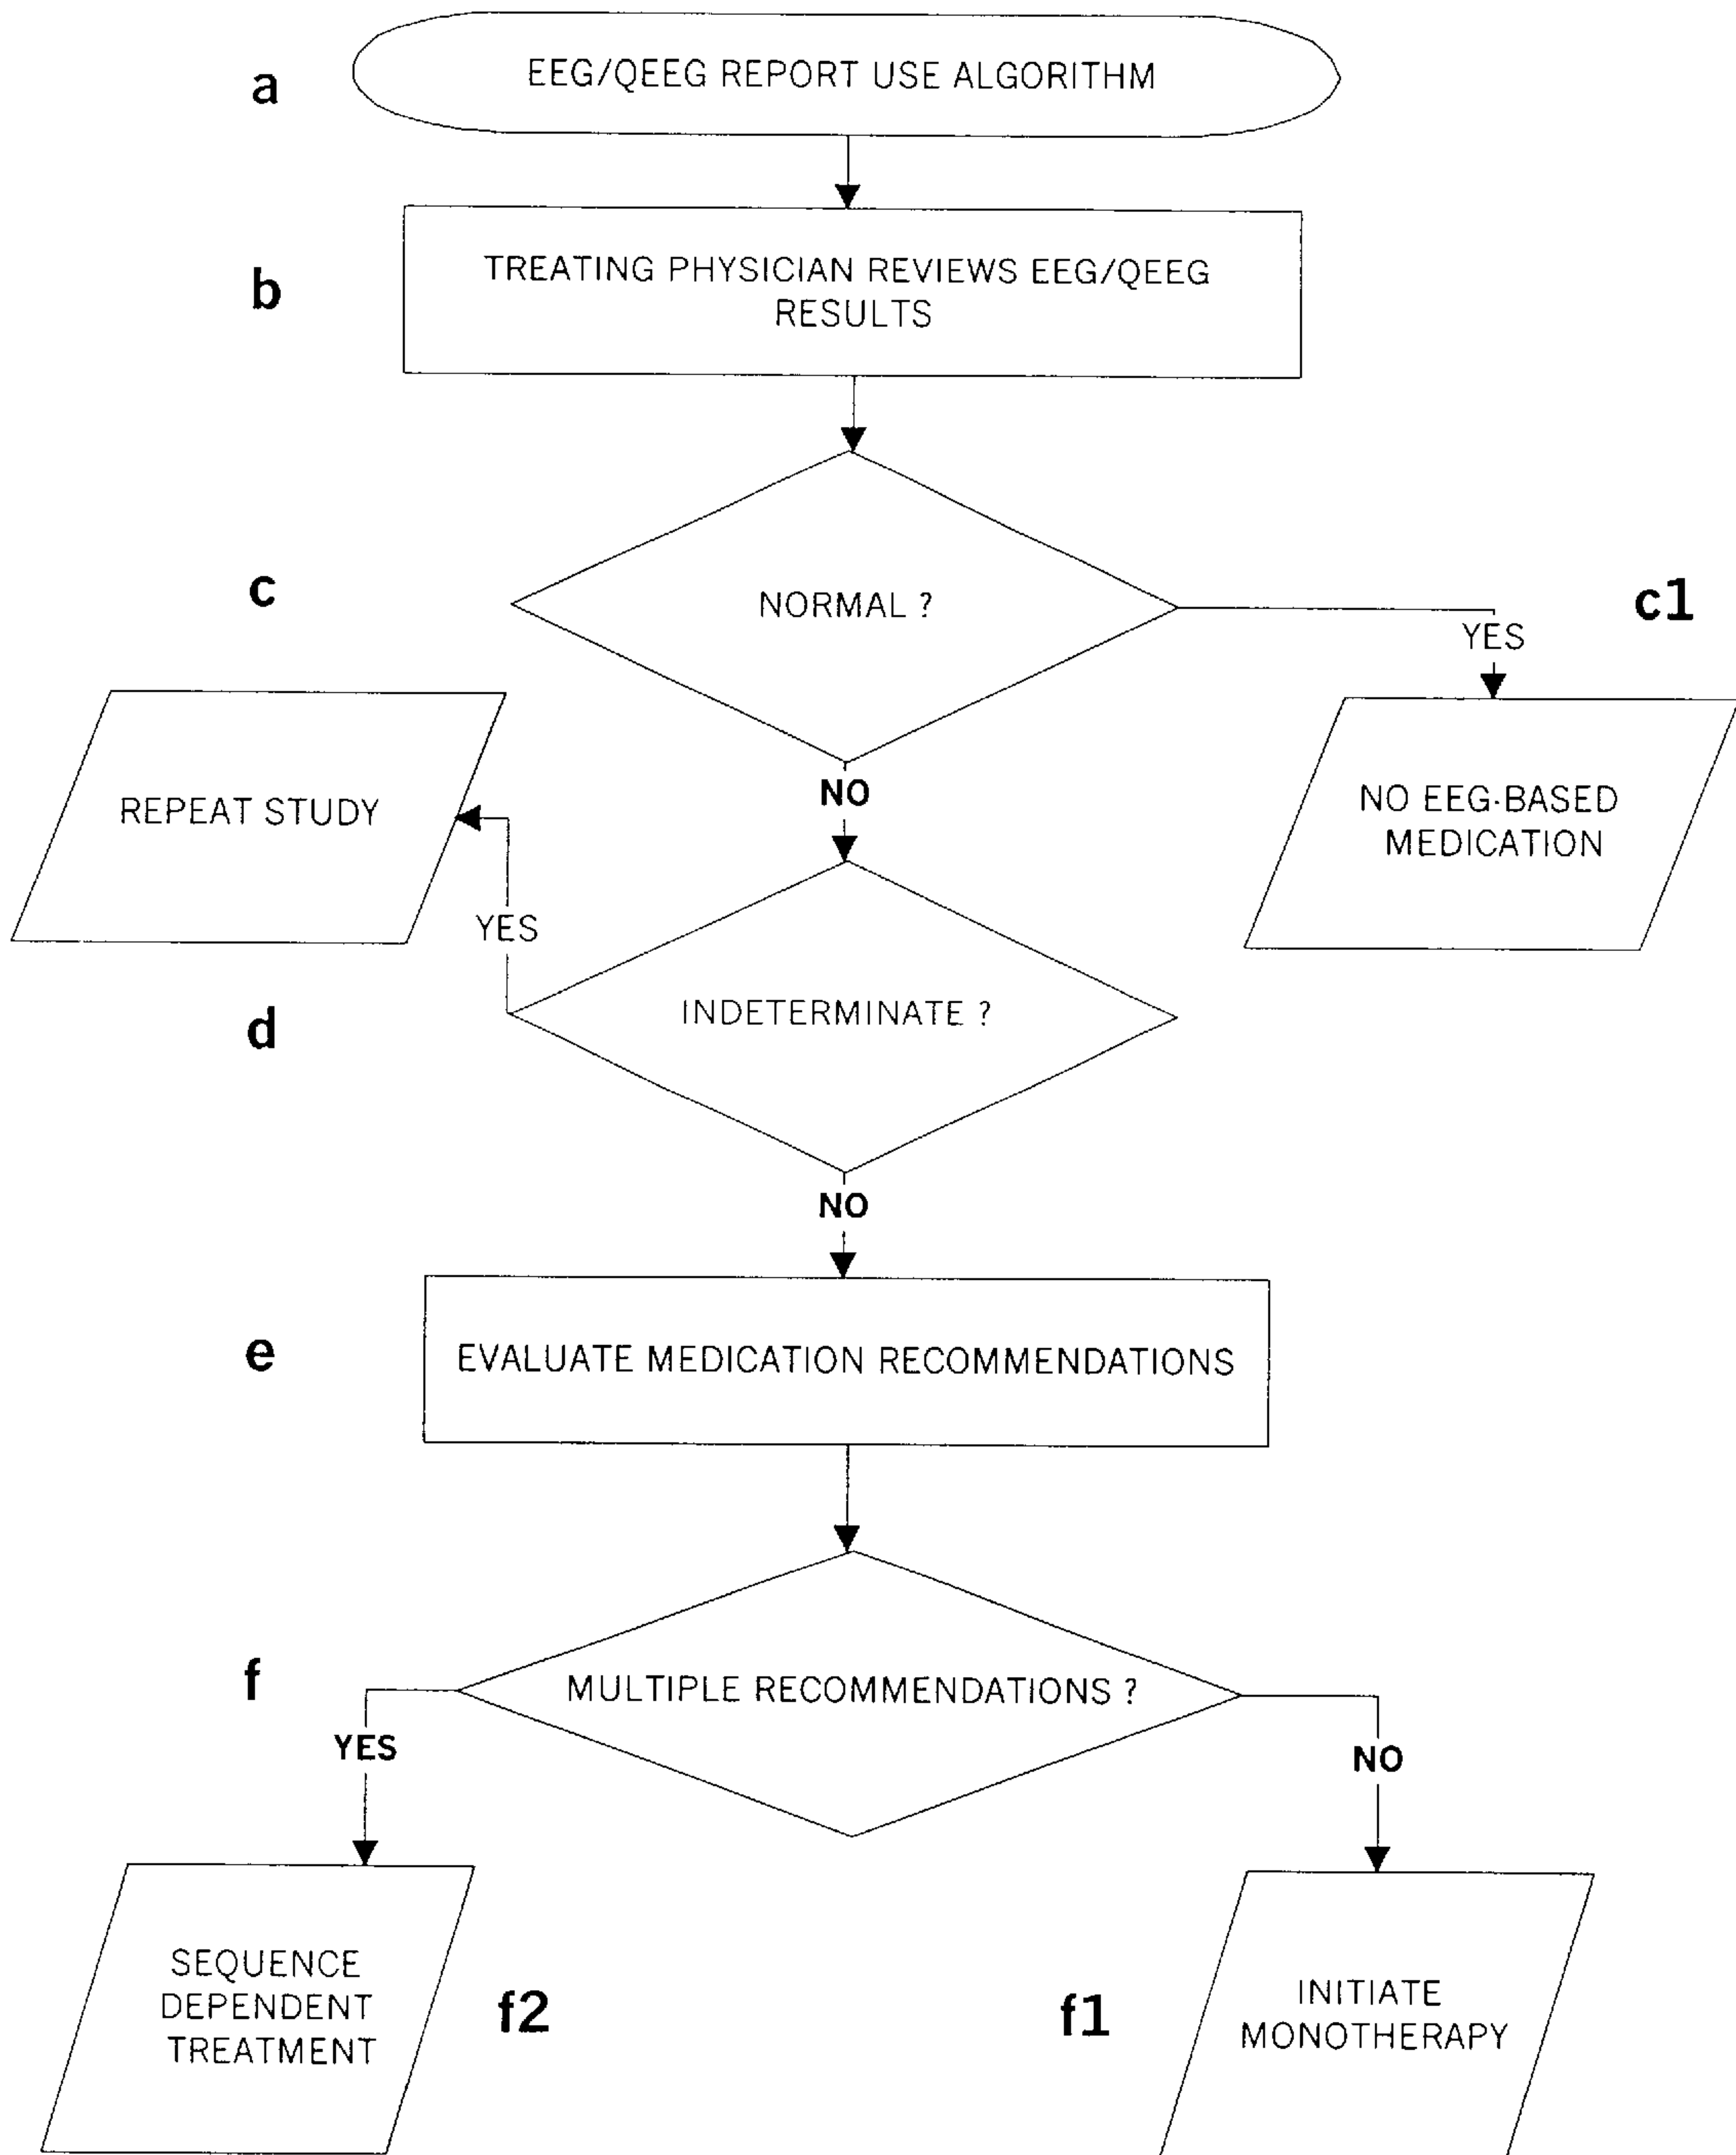 a
EEG/QEEG REPORT USE ALGORITHM
b
TREATING PHYSICIAN REVIEWS EEG/QEEG
RESULTS
c
NORMAL ?
c1
YES
REPEAT STUDY
NO
NO EEG-BASED
MEDICATION
YES
d
INDETERMINATE ?
NO
e
EVALUATE MEDICATION RECOMMENDATIONS
f
MULTIPLE RECOMMENDATIONS ?
YES
NO
SEQUENCE
DEPENDENT
TREATMENT
f2
f1
INITIATE
MONOTHERAPY